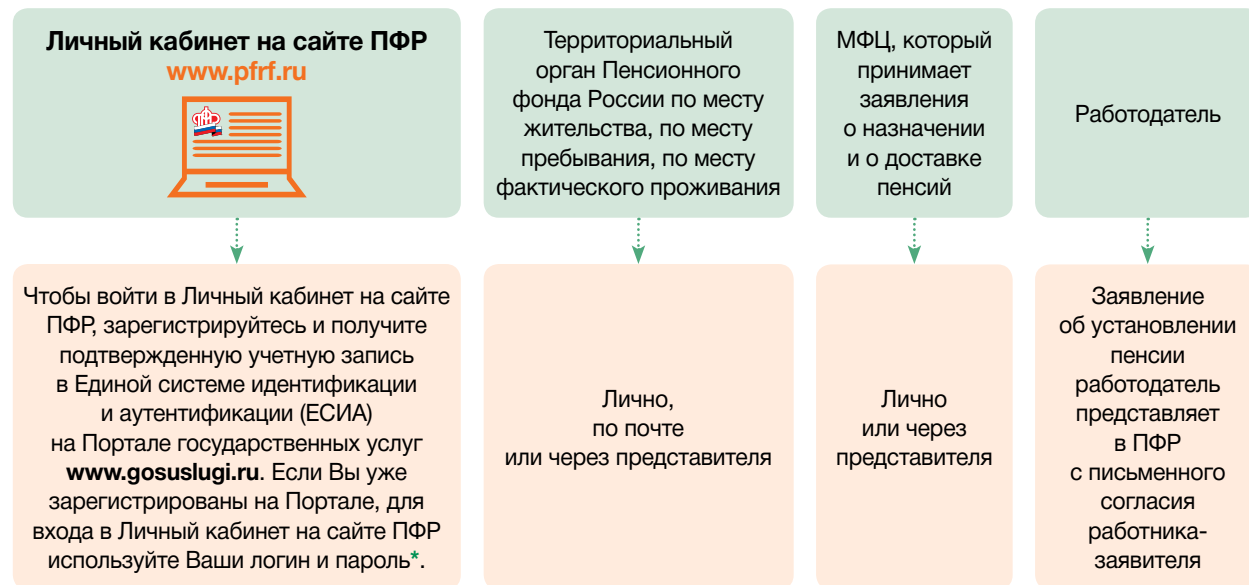 Личный кабинет на сайте ПФР
www.pfrf.ru
ПФР
Чтобы войти в Личный кабинет на сайте
ПФР, зарегистрируйтесь и получите
подтвержденную учетную запись
в Единой системе идентификации
и аутентификации (ЕСИА)
на Портале государственных услуг
www.gosuslugi.ru. Если Вы уже
зарегистрированы на Портале, для
входа в Личный кабинет на сайте ПФР
используйте Ваши логин и пароль*.
Территориальный
орган Пенсионного
фонда России по месту
жительства, по месту
пребывания, по месту
фактического проживания
Лично,
по почте
или через представителя
МФЦ, который
принимает
заявления
о назначении
и о доставке
пенсий
Лично
или через
представителя
Работодатель
Заявление
об установлении
пенсии
работодатель
представляет
в ПФР
с письменного
согласия
работника-
заявителя